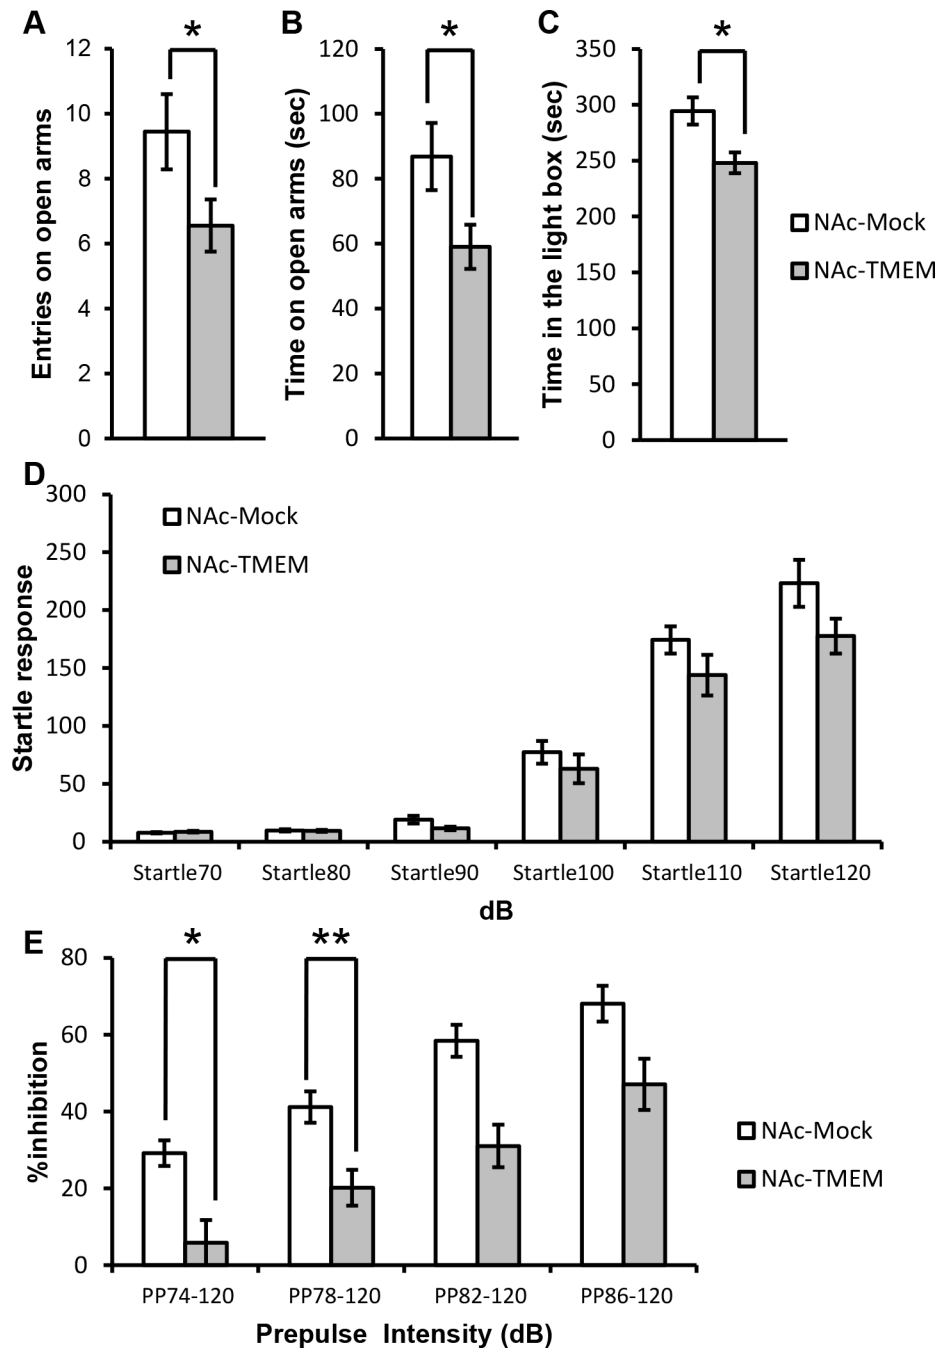 A
B
C
*
*
*
Entries on open arms
12
10
8
6
4
2
0
Time on open arms (sec)
120
100
80
60
40
20
0
Time in the light box (sec)
350
300
250
200
150
100
50
0
NAc-Mock
NAc-TMEM
D
Startle response
300
250
200
150
100
50
0
NAc-Mock
NAc-TMEM
Startle70 Startle80 Startle90 Startle100 Startle110 Startle120
dB
E
*
**
%inhibition
80
60
40
20
0
NAc-Mock
NAc-TMEM
PP74-120 PP78-120 PP82-120 PP86-120
Prepulse Intensity (dB)